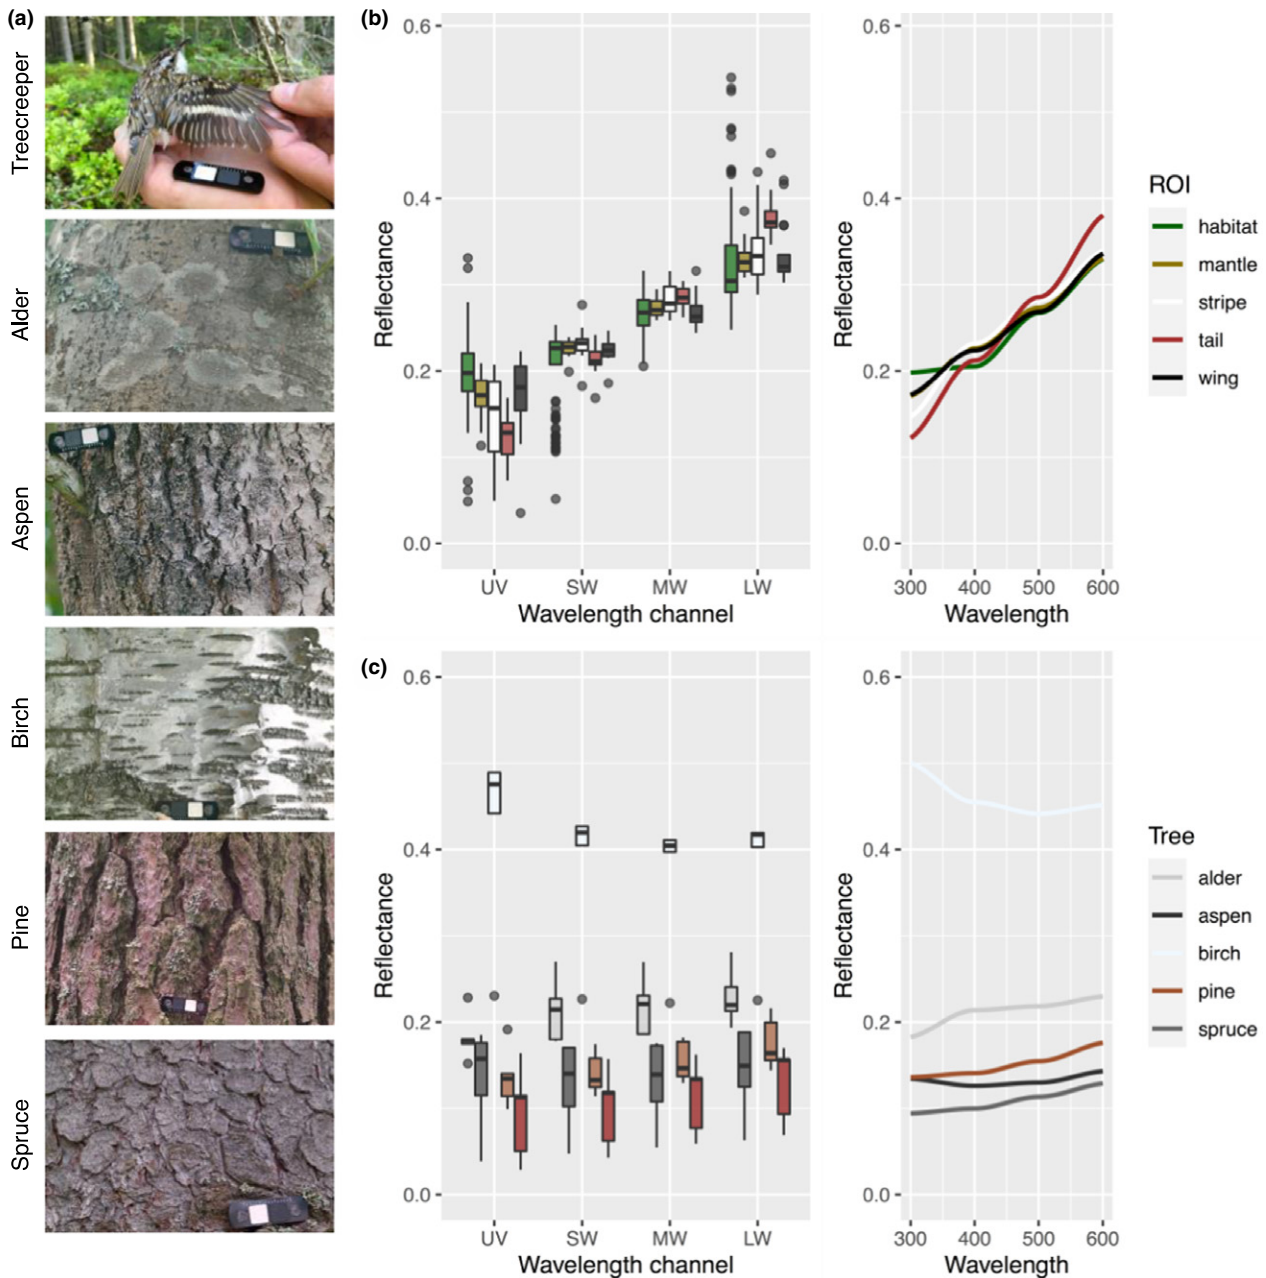 (a)
Treecreeper
Alder
Aspen
Birch
Pine
Spruce
(b)
0.6
0.4
0.2
0.0
Reflectance
UV SW MW LW
Wavelength channel
0.6
0.4
0.2
0.0
Reflectance
300 400 500 600
Wavelength
ROI
habitat
mantle
stripe
tail
wing
(c)
0.6
0.4
0.2
0.0
Reflectance
UV SW MW LW
Wavelength channel
0.6
0.4
0.2
0.0
Reflectance
300 400 500 600
Wavelength
Tree
alder
aspen
birch
pine
spruce